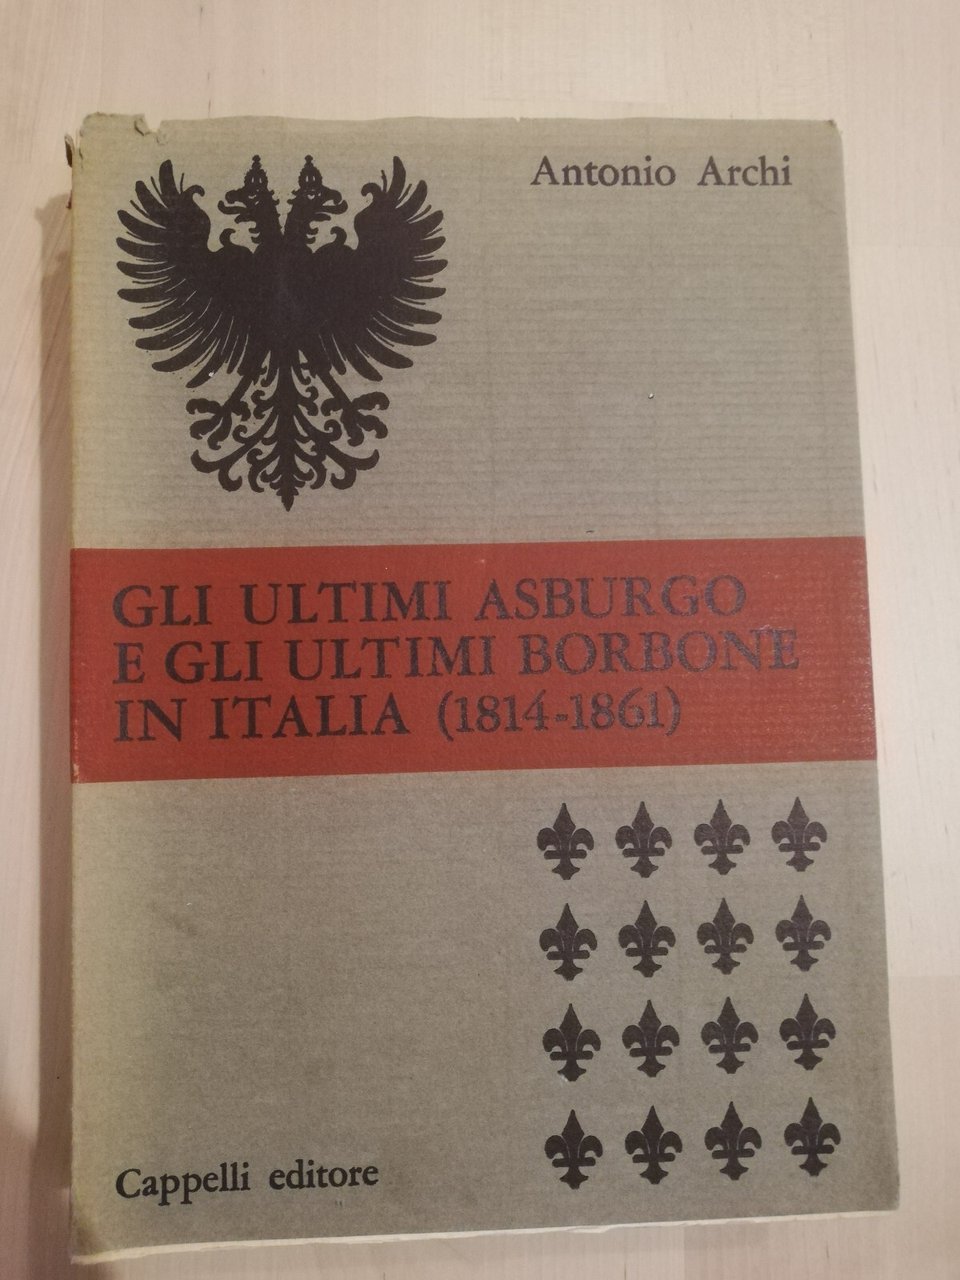 Antonio Archi
GLI ULTIMI ASBURGO
E GLI ULTIMI BORBONE
IN ITALIA (1814-1861)
Cappelli editore